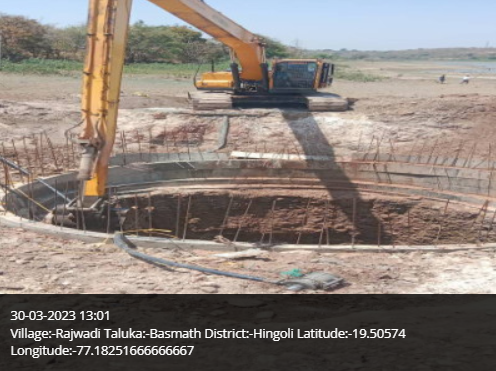 30-03-2023 13:01
Village:-Rajwadi Taluka:-Basmath District:-Hingoli Latitude:-19.50574
Longitude:-77.18251666666667